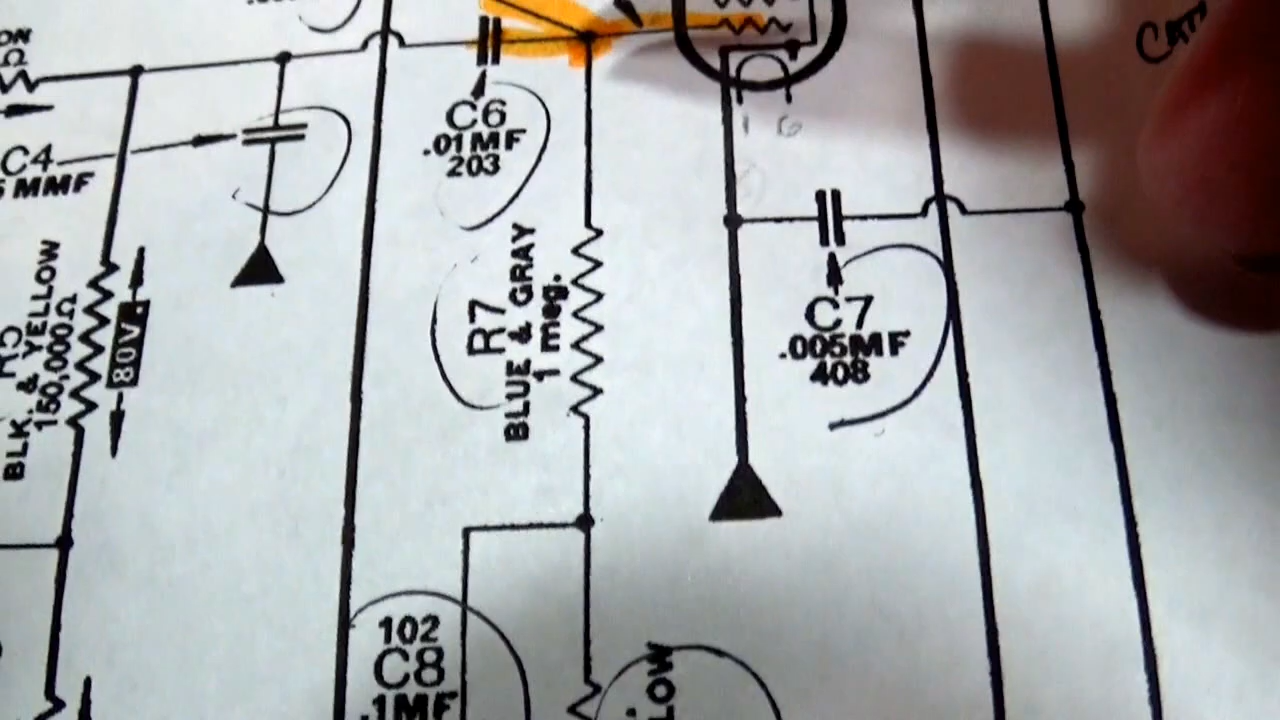 C4
MMF
C6
.01MF
203
BLK. & YELLOW
150,000Ω
80V.
R7
BLUE & GRAY
1 meg.
C7
.005MF
408
102
C8
.1MF